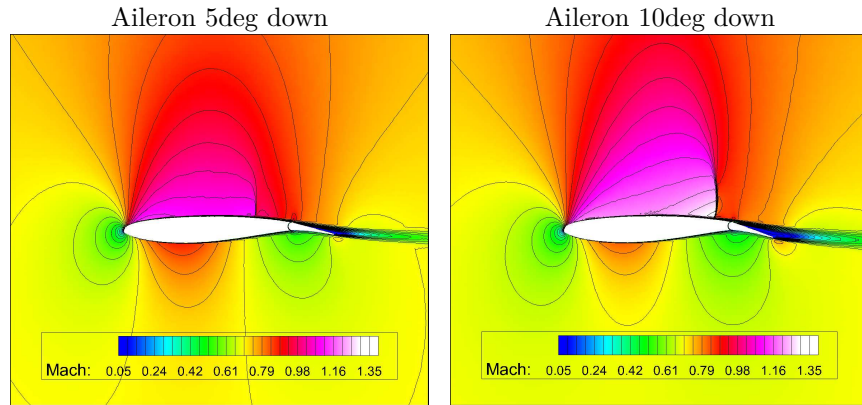 Aileron 5deg down
Aileron 10deg down
Mach: 0.05 0.24 0.42 0.61 0.79 0.98 1.16 1.35
Mach: 0.05 0.24 0.42 0.61 0.79 0.98 1.16 1.35